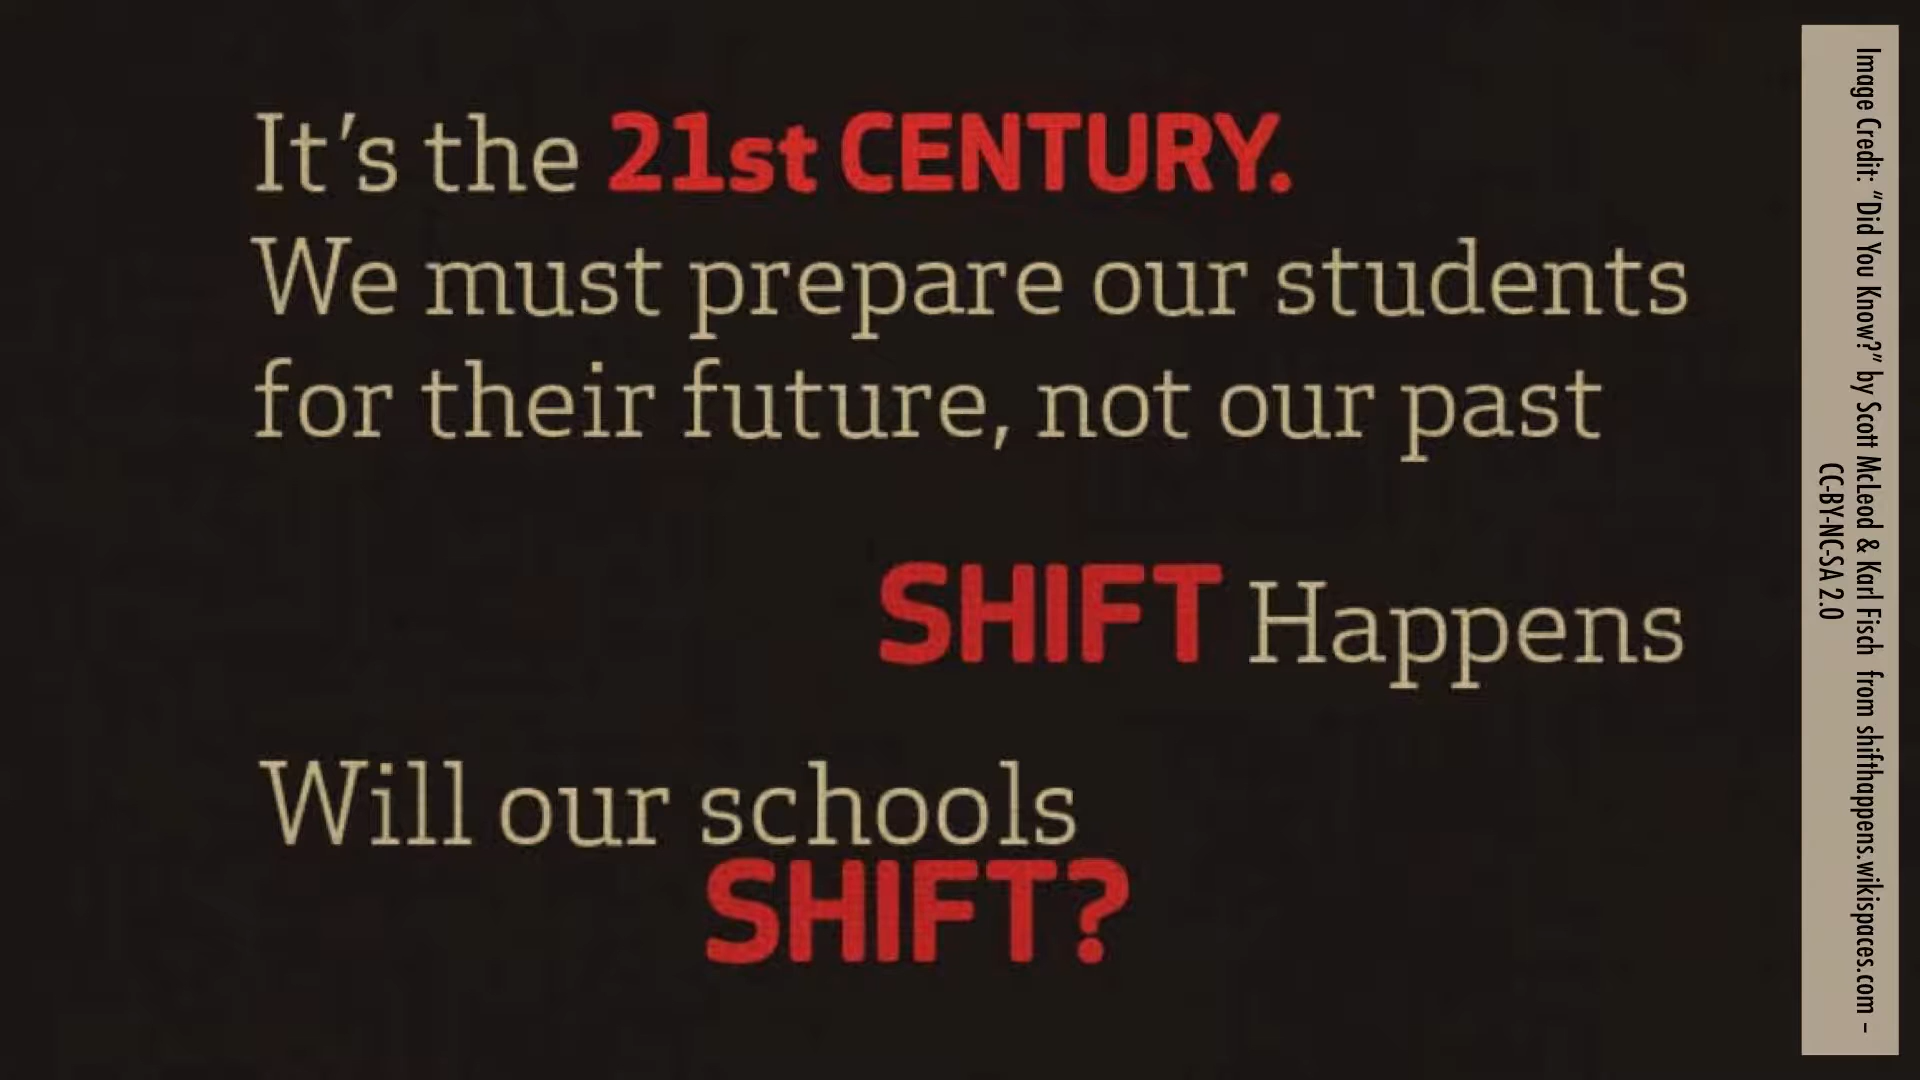 It's the 21st CENTURY.
We must prepare our students
for their future, not our past
SHIFT Happens
Will our schools
SHIFT?
Image Credit: “Did You Know?” by Scott McLeod & Karl Fisch from shifthappens.wikispaces.com –
CC-BY-NC-SA 2.0